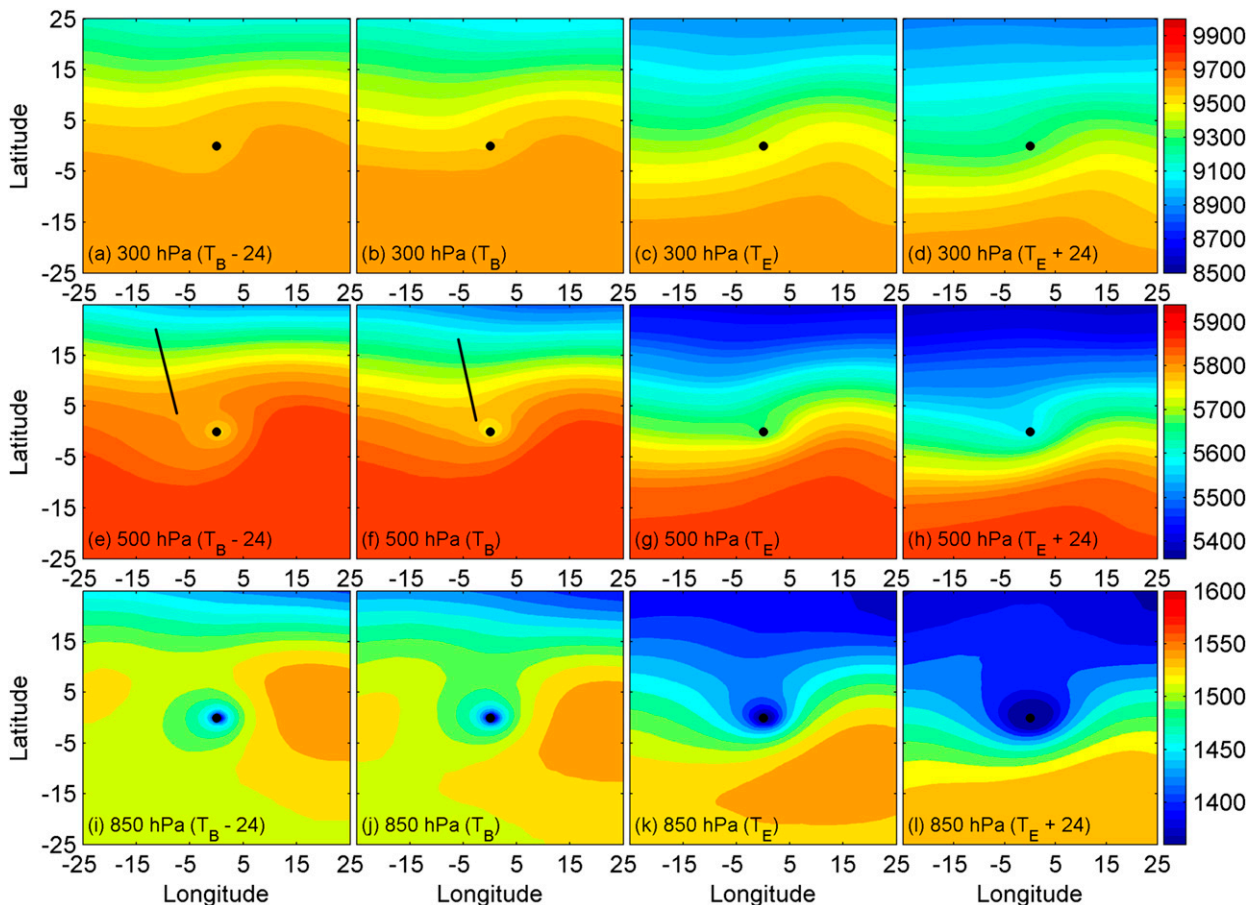 25
15
5
-5
-15
-25
Latitude
(a) 300 hPa (T_B - 24)
(b) 300 hPa (T_B)
(c) 300 hPa (T_E)
(d) 300 hPa (T_E + 24)
9900
9700
9500
9300
9100
8900
8700
8500
-25 -15 -5 5 15 25
-15 -5 5 15 25
-15 -5 5 15 25
-15 -5 5 15 25
15
5
-5
-15
-25
Latitude
(e) 500 hPa (T_B - 24)
(f) 500 hPa (T_B)
(g) 500 hPa (T_E)
(h) 500 hPa (T_E + 24)
5900
5800
5700
5600
5500
5400
-25 -15 -5 5 15 25
-15 -5 5 15 25
-15 -5 5 15 25
-15 -5 5 15 25
15
5
-5
-15
-25
Latitude
(i) 850 hPa (T_B - 24)
(j) 850 hPa (T_B)
(k) 850 hPa (T_E)
(l) 850 hPa (T_E + 24)
1600
1550
1500
1450
1400
-25 -15 -5 5 15 25
-15 -5 5 15 25
-15 -5 5 15 25
-15 -5 5 15 25
Longitude
Longitude
Longitude
Longitude